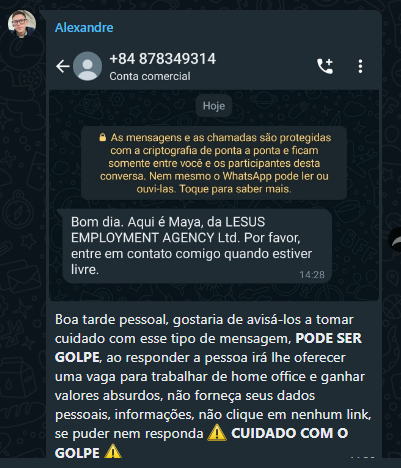 Alexandre
+84 878349314
Conta comercial
Hoje
As mensagens e as chamadas são protegidas
com a criptografia de ponta a ponta e ficam
somente entre você e os participantes desta
conversa. Nem mesmo o WhatsApp pode ler ou
ouvi-las. Toque para saber mais.
Bom dia. Aqui é Maya, da LESUS
EMPLOYMENT AGENCY Ltd. Por favor,
entre em contato comigo quando estiver
livre.
14:28
Boa tarde pessoal, gostaria de avisá-los a tomar
cuidado com esse tipo de mensagem, PODE SER
GOLPE, ao responder a pessoa irá lhe oferecer
uma vaga para trabalhar de home office e ganhar
valores absurdos, não forneça seus dados
pessoais, informações, não clique em nenhum link,
se puder nem responda ⚠️ CUIDADO COM O
GOLPE ⚠️